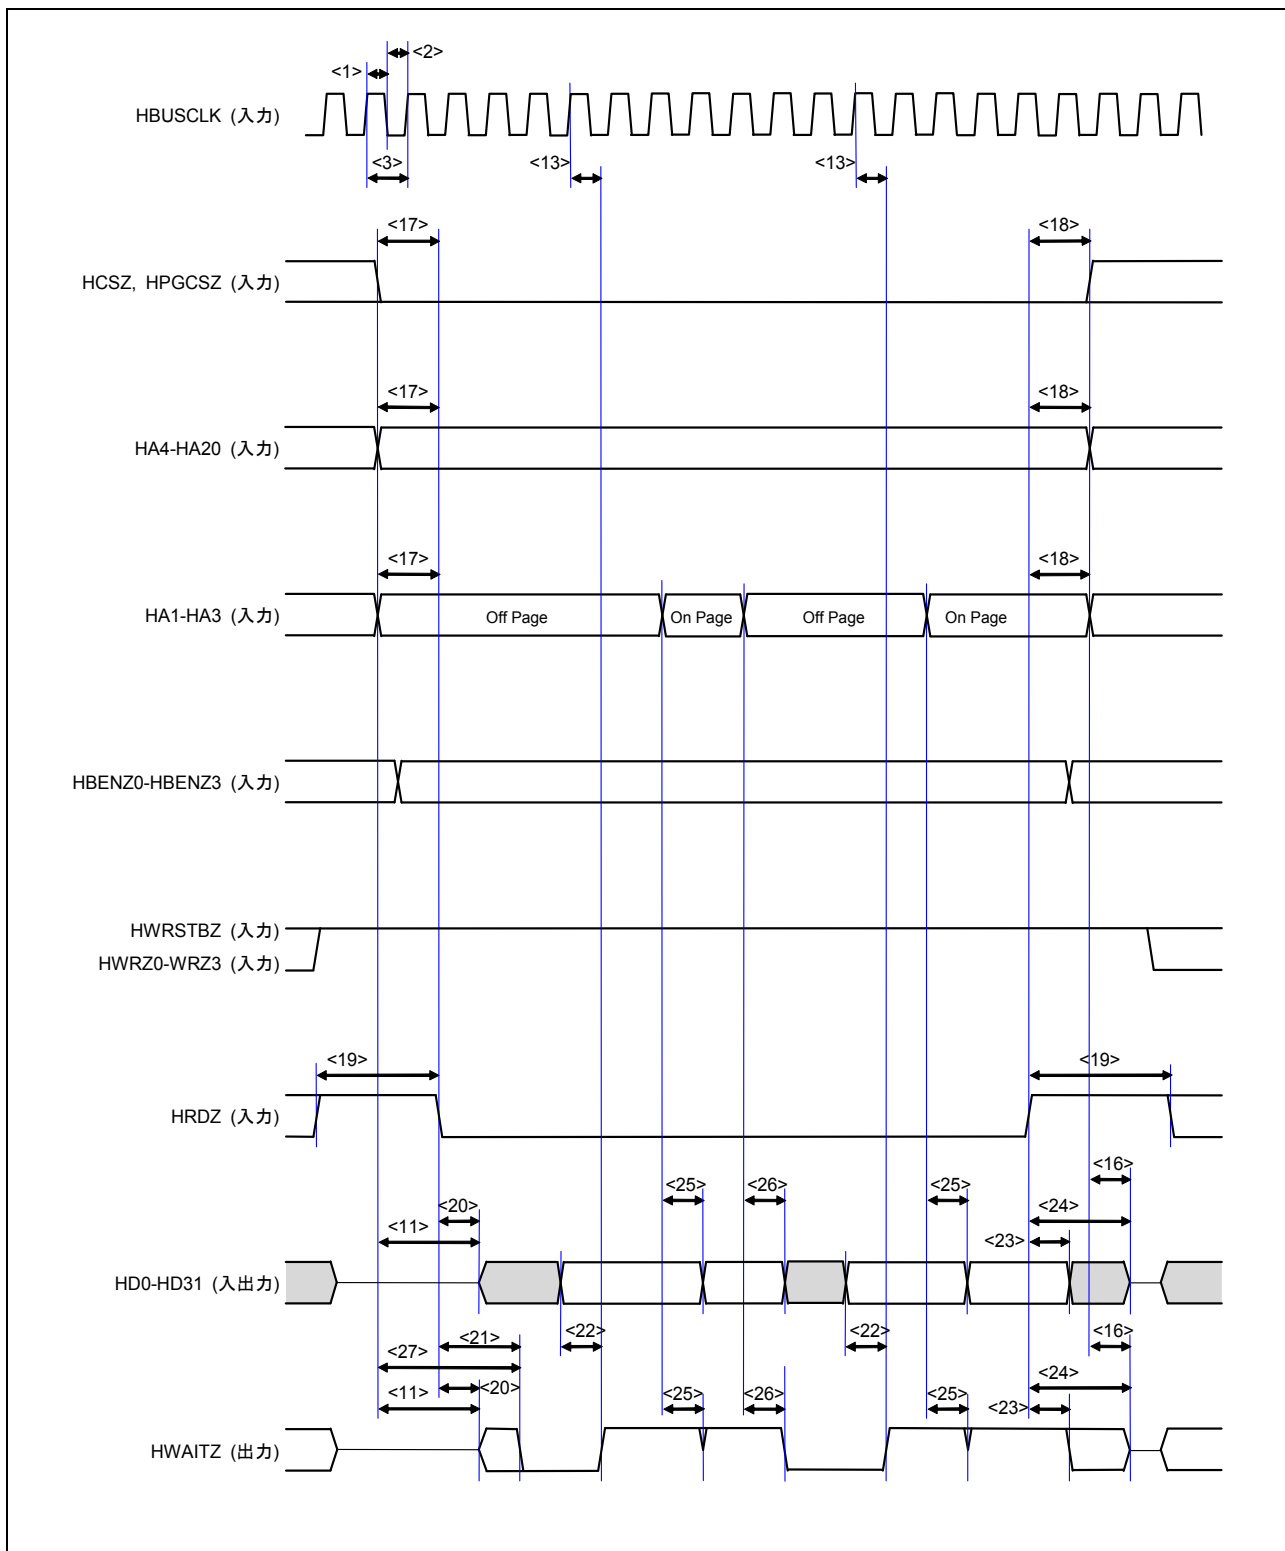 <2>
<1>
HBUSCLK (入力)
<3>
<13>
<13>
<17>
<18>
HCSZ, HPGCSZ (入力)
<17>
<18>
HA4-HA20 (入力)
<17>
<18>
HA1-HA3 (入力)
Off Page
On Page
Off Page
On Page
HBENZ0-HBENZ3 (入力)
HWRSTBZ (入力)
HWRZ0-WRZ3 (入力)
<19>
<19>
HRDZ (入力)
<16>
<25>
<26>
<25>
<20>
<24>
<11>
<23>
HD0-HD31 (入出力)
<21>
<22>
<22>
<16>
<27>
<24>
<11>
<20>
<25>
<26>
<25>
<23>
HWAITZ (出力)